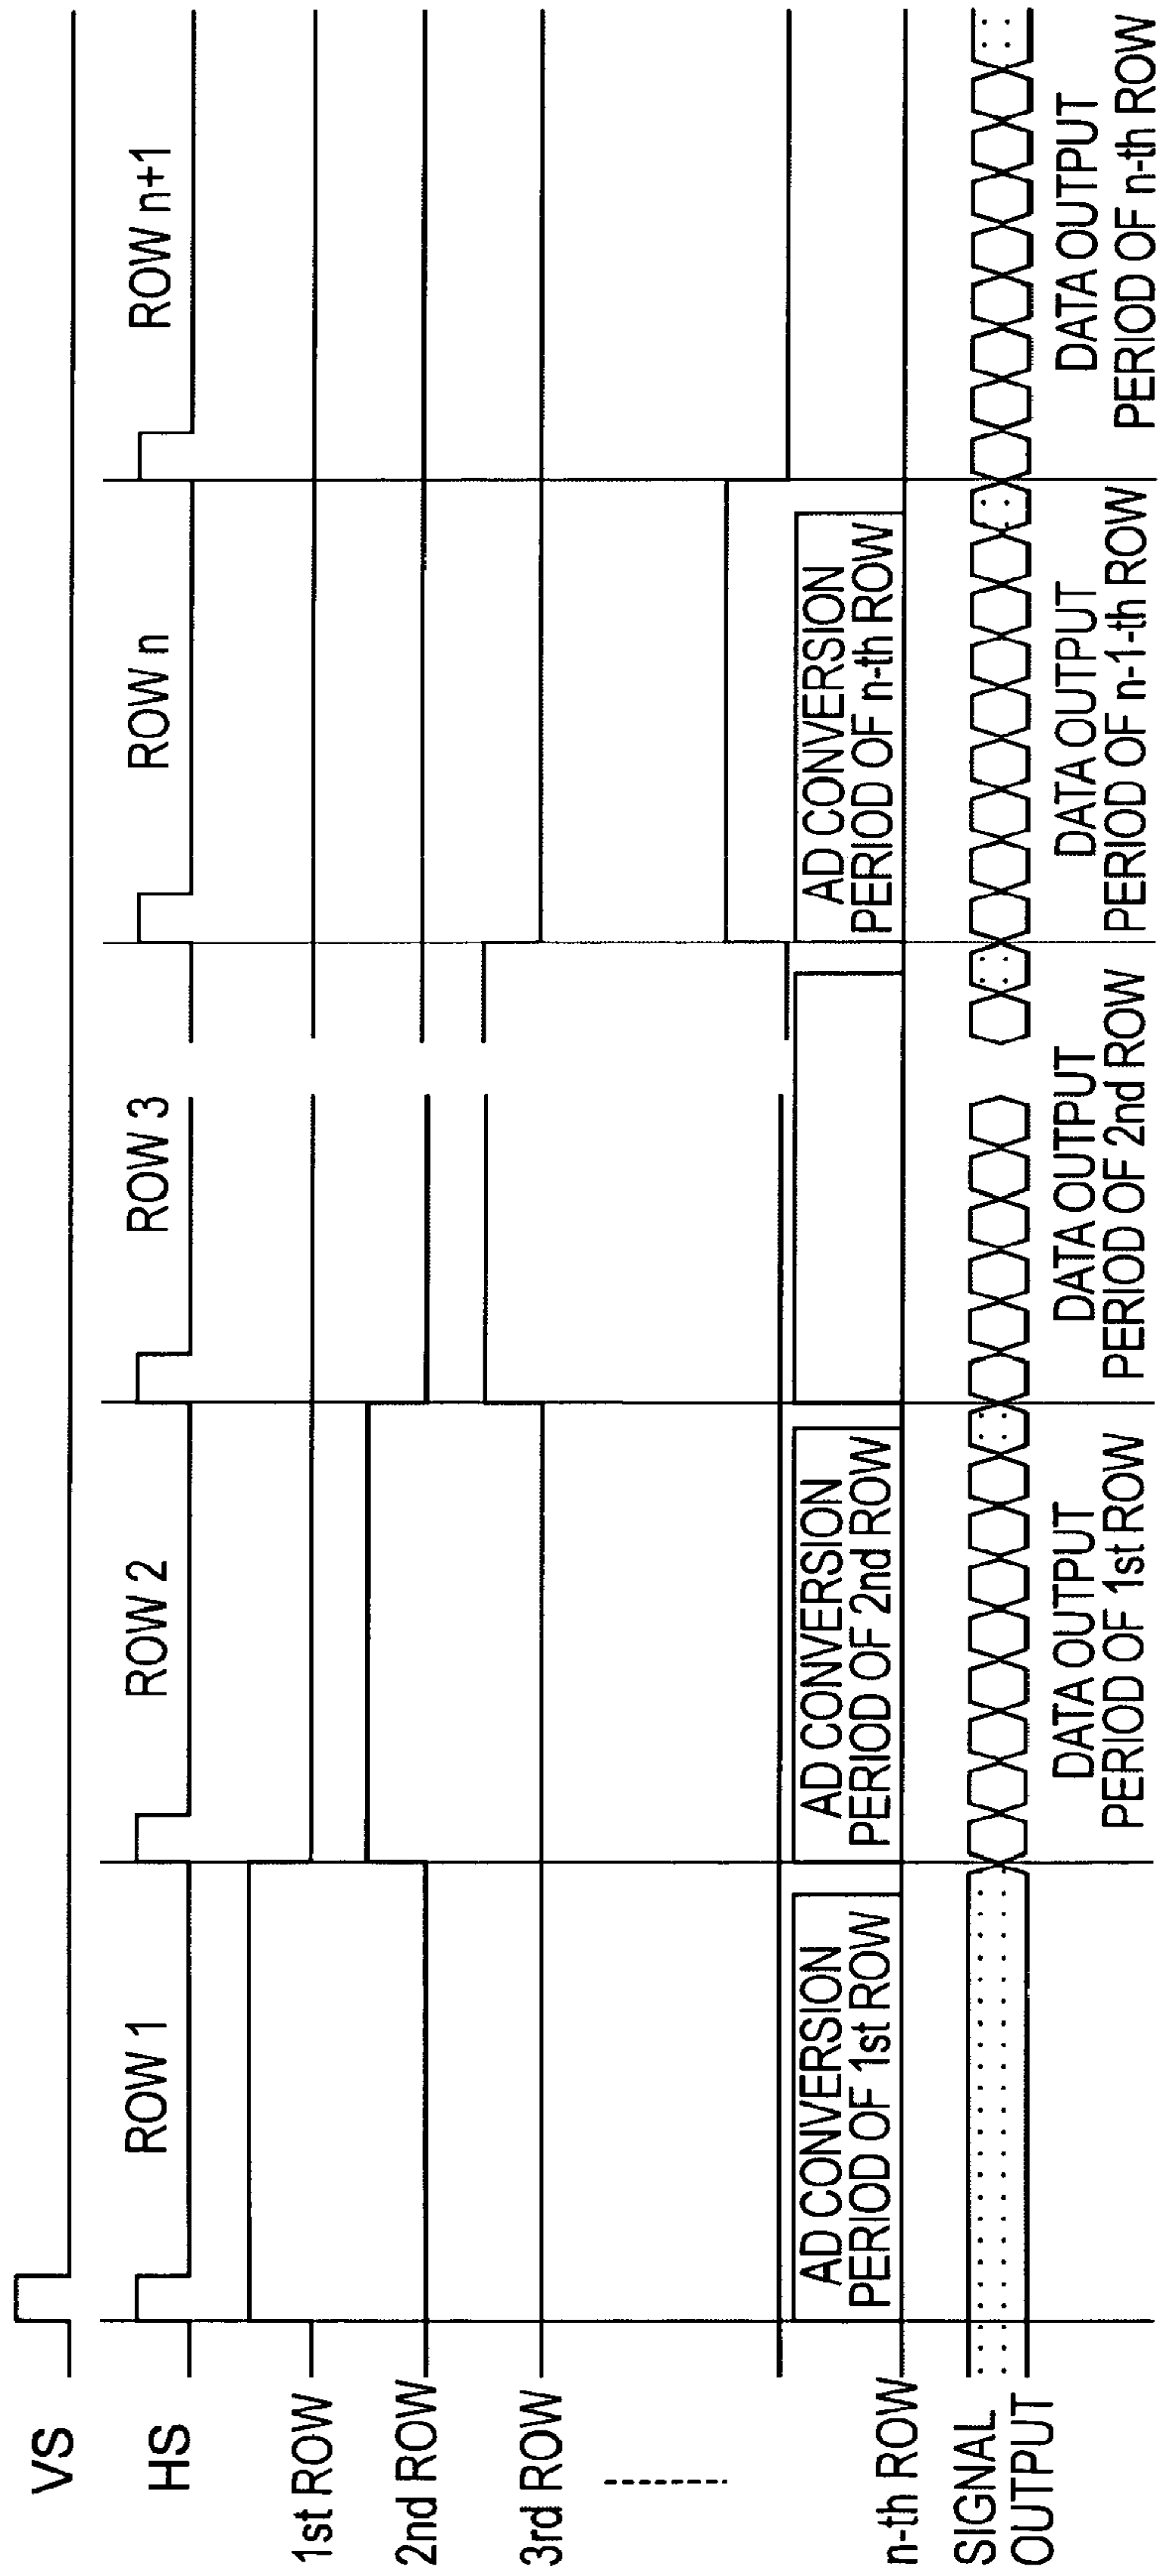 VS
HS
ROW 1
ROW 2
ROW 3
ROW n
ROW n+1
1st ROW
2nd ROW
3rd ROW
n-th ROW
AD CONVERSION
PERIOD OF 1st ROW
AD CONVERSION
PERIOD OF 2nd ROW
AD CONVERSION
PERIOD OF n-th ROW
SIGNAL
OUTPUT
DATA OUTPUT
PERIOD OF 1st ROW
DATA OUTPUT
PERIOD OF 2nd ROW
DATA OUTPUT
PERIOD OF n-1-th ROW
DATA OUTPUT
PERIOD OF n-th ROW